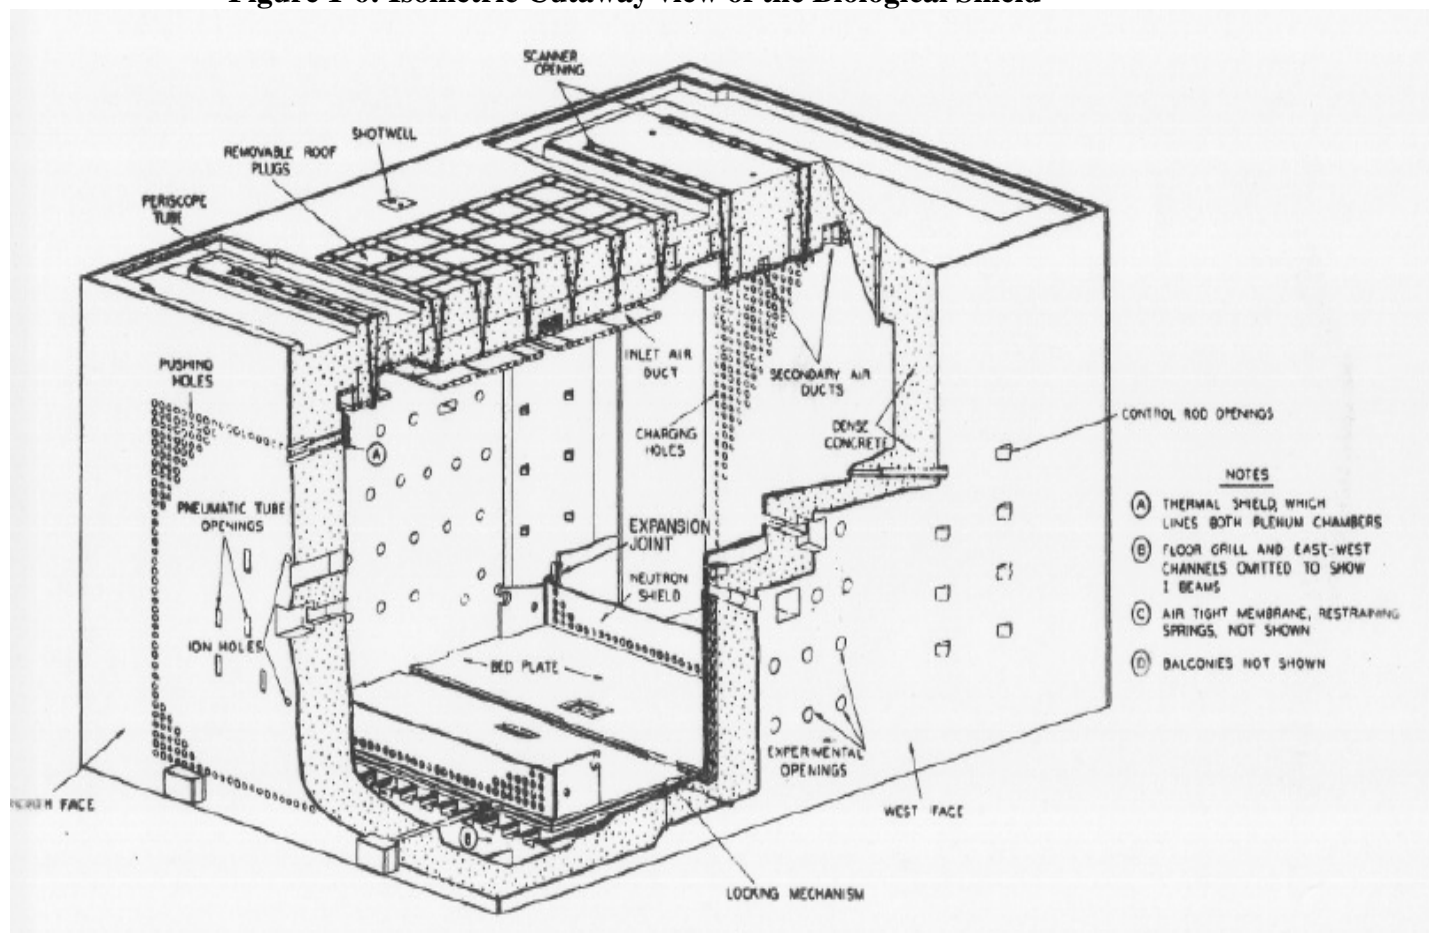 Figure 1-6: Isometric Cutaway view of the Biological Shield
SCANNER
OPENING
SHOTWELL
REMOVABLE ROOF
PLUGS
PERISCOPE
TUBE
PUSHING
HOLES
INLET AIR
DUCT
SECONDARY AIR
DUCTS
CHARGING
HOLES
DENSE
CONCRETE
CONTROL ROD OPENINGS
A
PNEUMATIC TUBE
OPENINGS
EXPANSION
JOINT
NEUTRON
SHIELD
ION HOLES
BED PLATE
EXPERIMENTAL
OPENINGS
FACE
WEST FACE
B
LOCKING MECHANISM
NOTES
A THERMAL SHIELD, WHICH
LINES BOTH PLENUM CHAMBERS
B FLOOR GRILL AND EAST-WEST
CHANNELS OMITTED TO SHOW
I BEAMS
C AIR TIGHT MEMBRANE, RESTRAINING
SPRINGS, NOT SHOWN
D BALCONIES NOT SHOWN